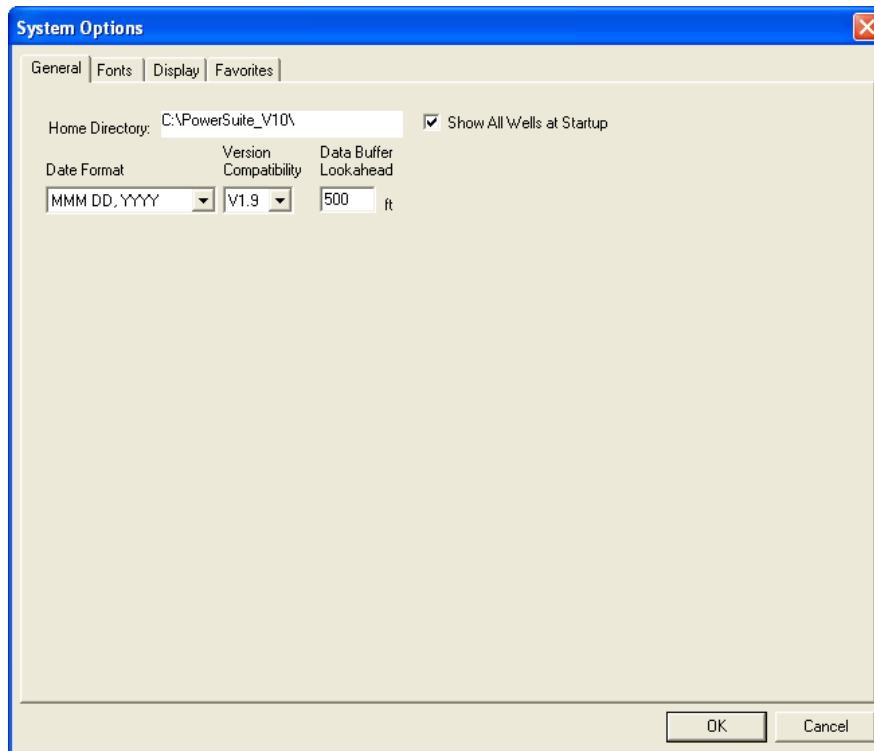 System Options
General Fonts Display Favorites
Home Directory: C:\PowerSuite_V10\ Show All Wells at Startup
Date Format
Version
Compatibility
Data Buffer
Lookahead
MMM DD, YYYY V1.9 500 ft
OK Cancel